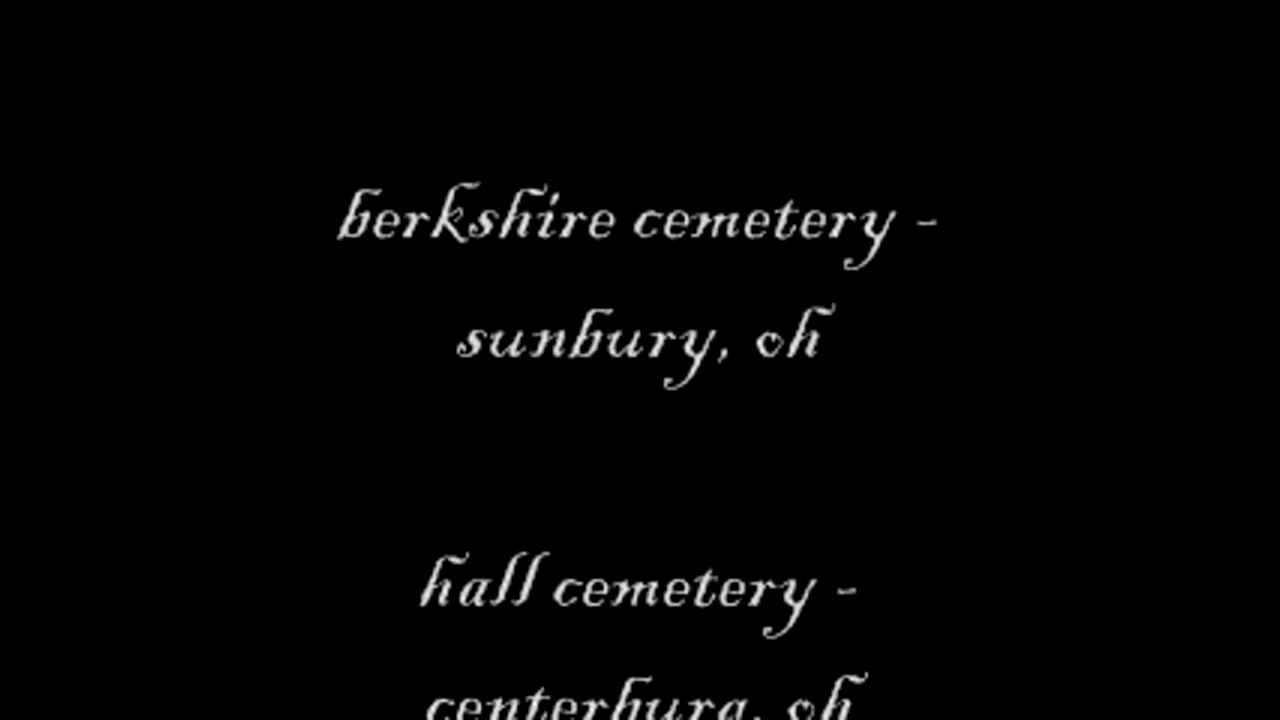 berkshire cemetery -
sunbury, oh
hall cemetery -
centerburg, oh